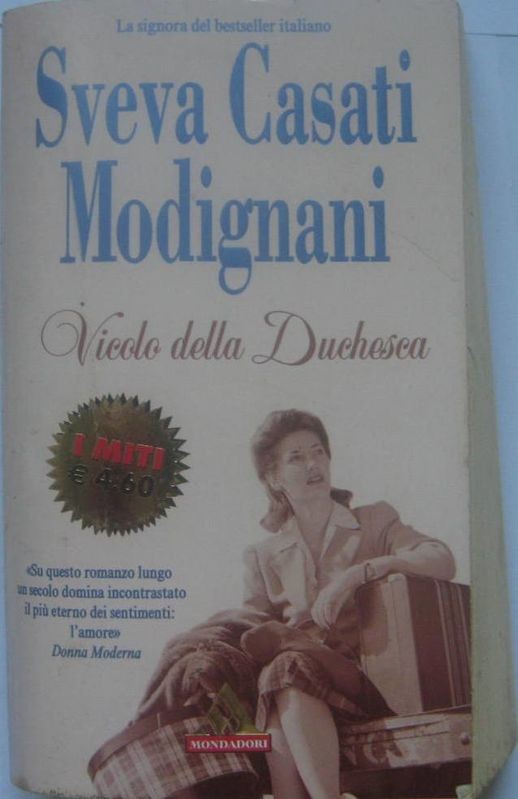 La signora del bestseller italiano
Sveva Casati
Modignani
Vicolo della Duchesca
I MITI
€ 4.60
«Su questo romanzo lungo
un secolo domina incontrastato
il più eterno dei sentimenti:
l'amore»
Donna Moderna
MONDADORI